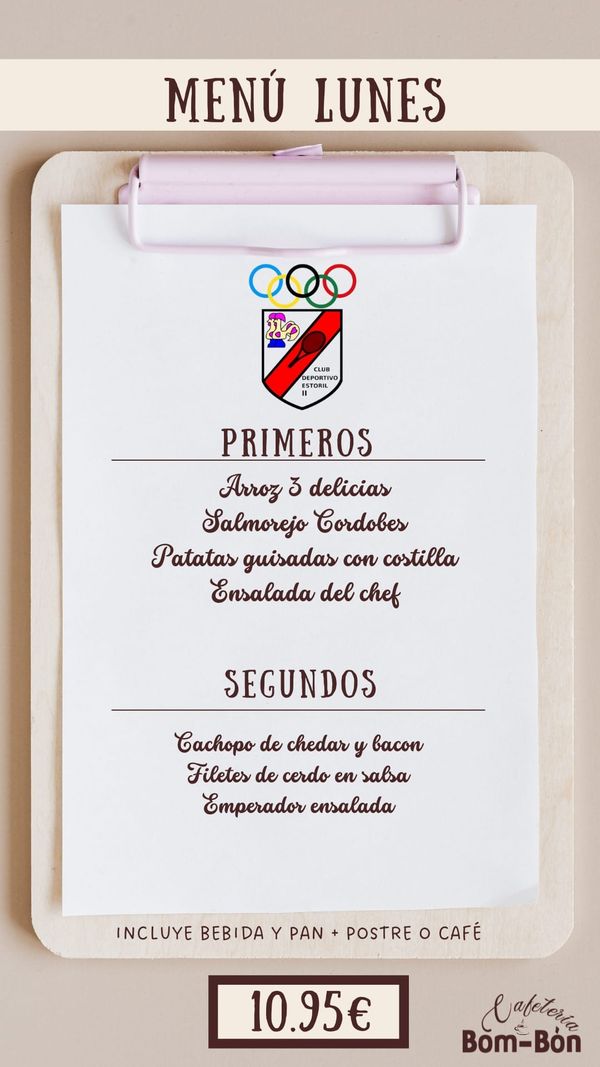 MENÚ LUNES
CLUB
DEPORTIVO
ESTORIL
II
PRIMEROS
Arroz 3 delicias
Salmorejo Cordobes
Patatas guisadas con costilla
Ensalada del chef
SEGUNDOS
Cachopo de chedar y bacon
Filetes de cerdo en salsa
Emperador ensalada
INCLUYE BEBIDA Y PAN + POSTRE O CAFÉ
10.95€
Cafetería
Bom-Bón